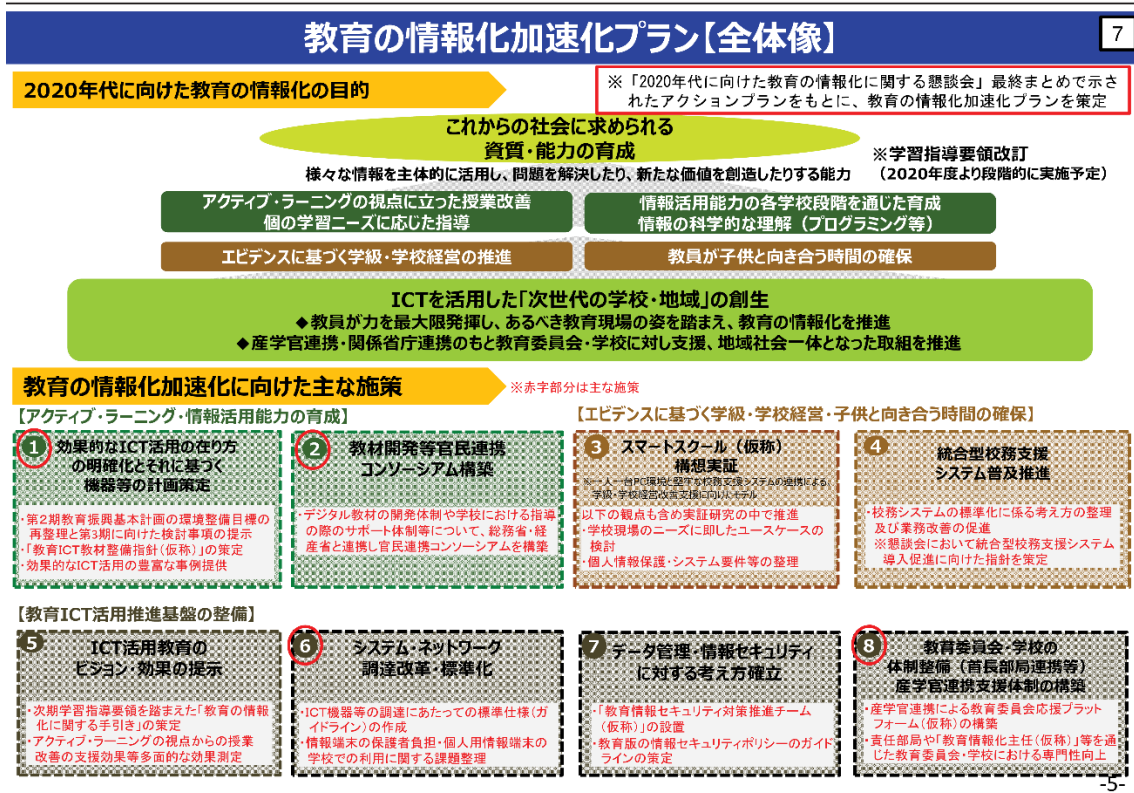 教育の情報化加速化プラン【全体像】
7
2020年代に向けた教育の情報化の目的
※「2020年代に向けた教育の情報化に関する懇談会」最終まとめで示さ
れたアクションプランをもとに、教育の情報化加速化プランを策定
これからの社会に求められる
資質・能力の育成
※学習指導要領改訂
(2020年度より段階的に実施予定)
様々な情報を主体的に活用し、問題を解決したり、新たな価値を創造したりする能力
アクティブ・ラーニングの視点に立った授業改善
個の学習ニーズに応じた指導
情報活用能力の各学校段階を通じた育成
情報の科学的な理解(プログラミング等)
エビデンスに基づく学級・学校経営の推進
教員が子供と向き合う時間の確保
ICTを活用した「次世代の学校・地域」の創生
◆教員が力を最大限発揮し、あるべき教育現場の姿を踏まえ、教育の情報化を推進
◆産学官連携・関係省庁連携のもと教育委員会・学校に対し支援、地域社会一体となった取組を推進
教育の情報化加速化に向けた主な施策
※赤字部分は主な施策
【アクティブ・ラーニング・情報活用能力の育成】
【エビデンスに基づく学級・学校経営・子供と向き合う時間の確保】
1 効果的なICT活用の在り方
の明確化とそれに基づく
機器等の計画策定
・第2期教育振興基本計画の環境整備目標の
再整理と第3期に向けた検討事項の提示
・「教育ICT教材整備指針(仮称)」の策定
・効果的なICT活用の豊富な事例提供
2 教材開発等官民連携
コンソーシアム構築
・デジタル教材の開発体制や学校における指導
の際のサポート体制等について、総務省・経
産省と連携し官民連携コンソーシアムを構築
3 スマートスクール(仮称)
構想実証
※一人一台PC環境と堅牢な校務支援システムの連携による、
学級・学校経営改善支援に向けたモデル
以下の観点も含め実証研究の中で推進
・学校現場のニーズに即したユースケースの
検討
・個人情報保護・システム要件等の整理
4 統合型校務支援
システム普及推進
・校務システムの標準化に係る考え方の整理
及び業務改善の促進
※懇談会において統合型校務支援システム
導入促進に向けた指針を策定
【教育ICT活用推進基盤の整備】
5 ICT活用教育の
ビジョン・効果の提示
・次期学習指導要領を踏まえた「教育の情報
化に関する手引き」の策定
・アクティブ・ラーニングの視点からの授業
改善の支援効果等多面的な効果測定
6 システム・ネットワーク
調達改革・標準化
・ICT機器等の調達にあたっての標準仕様(ガ
イドライン)の作成
・情報端末の保護者負担・個人用情報端末の
学校での利用に関する課題整理
7 データ管理・情報セキュリティ
に対する考え方確立
・「教育情報セキュリティ対策推進チーム
(仮称)」の設置
・教育版の情報セキュリティポリシーのガイド
ラインの策定
8 教育委員会・学校の
体制整備(首長部局連携等)
産学官連携支援体制の構築
・産学官連携による教育委員会応援プラット
フォーム(仮称)の構築
・責任部局や「教育情報化主任(仮称)」等を通
じた教育委員会・学校における専門性向上
-5-